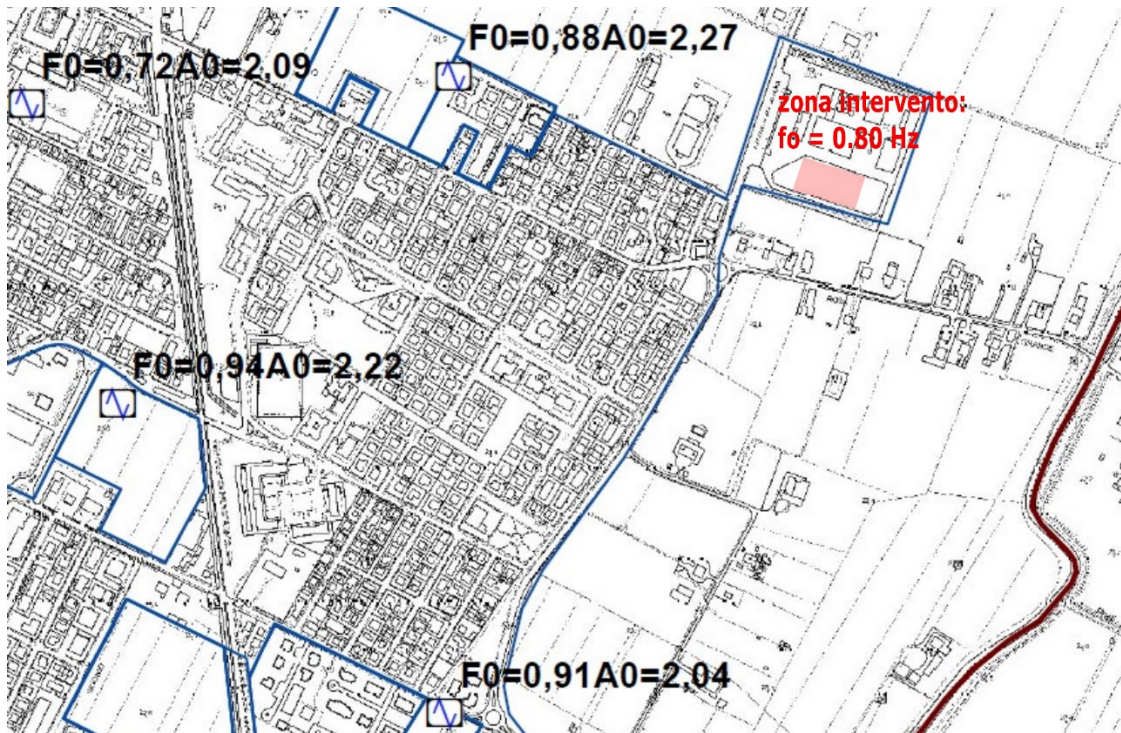 F0=0,88A0=2,27
F0=0,72A0=2,09
zona intervento:
fo = 0.80 Hz
F0=0,94A0=2,22
F0=0,91A0=2,04